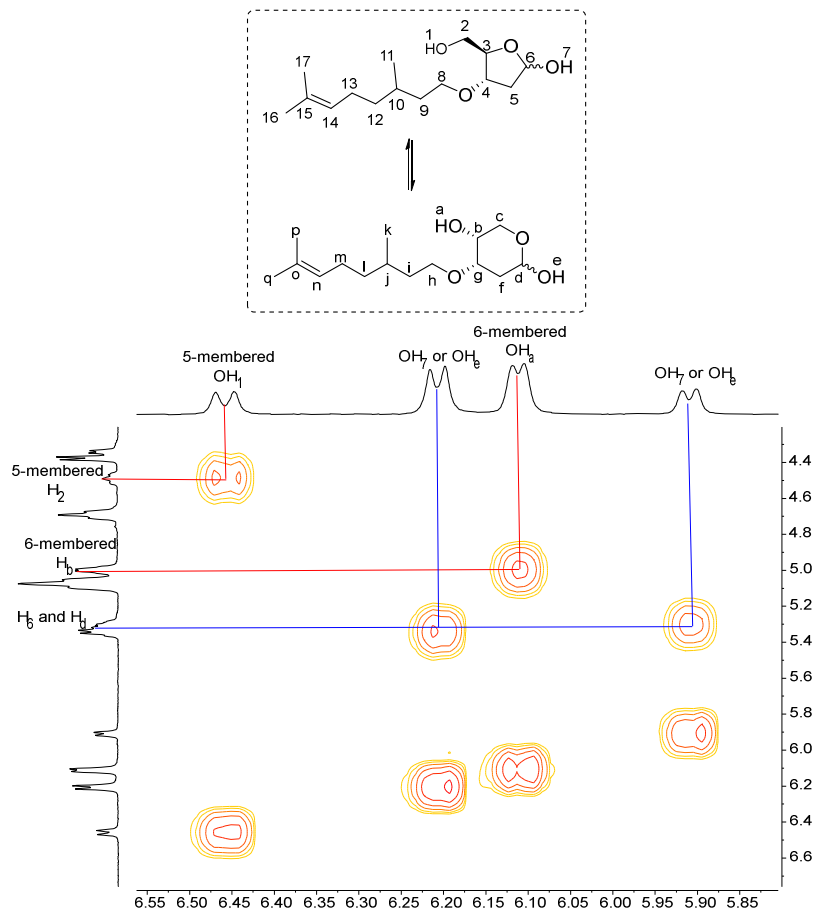 2
1 HO
3
O
6
7 OH
17
11
8
13
O
4
5
16
15
14
12
10
9
a
HO
b
c
k
O
e
p
m
i
OH
q
o
n
l
j
h
O
g
f
d
6-membered
OHa
5-membered
OH1
OH7 or OHe
OH7 or OHe
4.4
5-membered
H2
4.6
4.8
6-membered
Hb
5.0
5.2
H6 and Hd
5.4
5.6
5.8
6.0
6.2
6.4
6.6
6.55 6.50 6.45 6.40 6.35 6.30 6.25 6.20 6.15 6.10 6.05 6.00 5.95 5.90 5.85